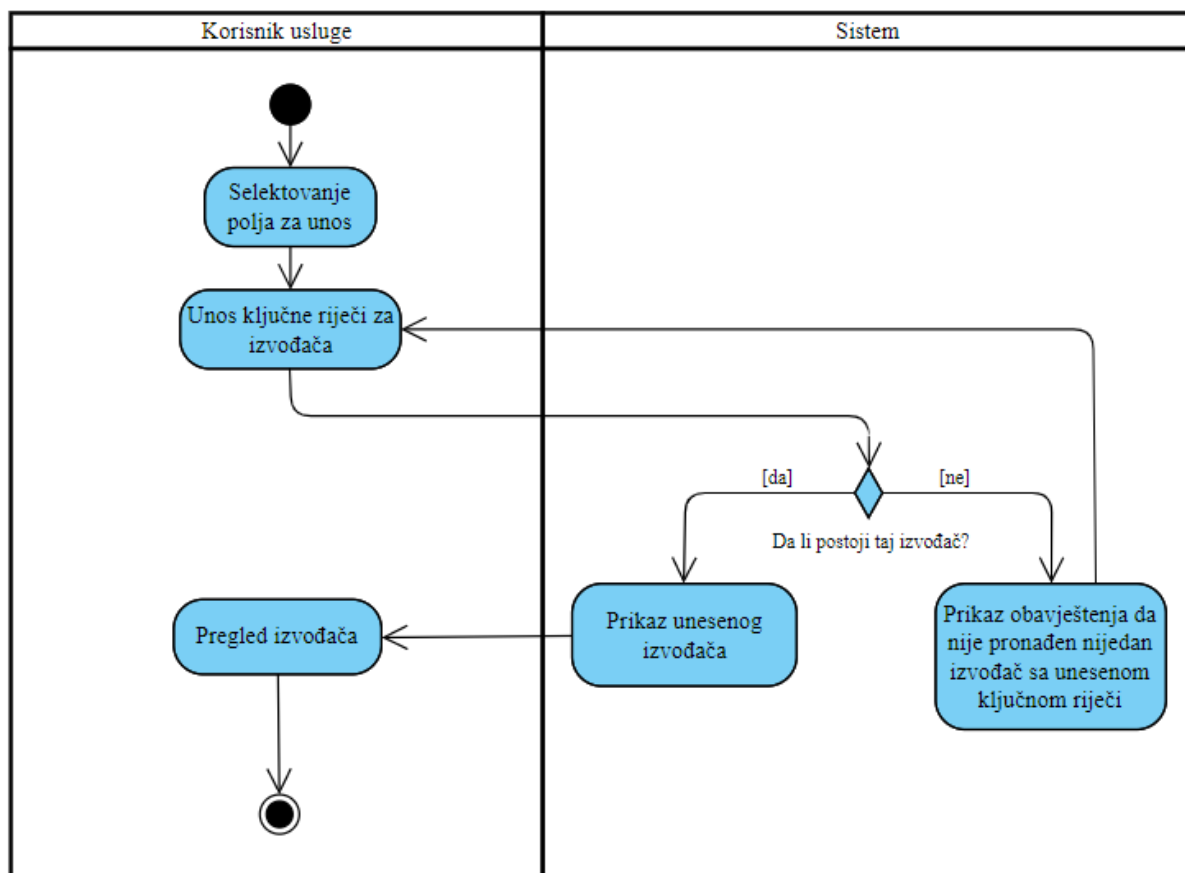 Korisnik usluge
Sistem
Selektovanje
polja za unos
Unos ključne riječi za
izvođača
[da]
[ne]
Da li postoji taj izvođač?
Pregled izvođača
Prikaz unesenog
izvođača
Prikaz obavještenja da
nije pronađen nijedan
izvođač sa unesenom
ključnom riječi